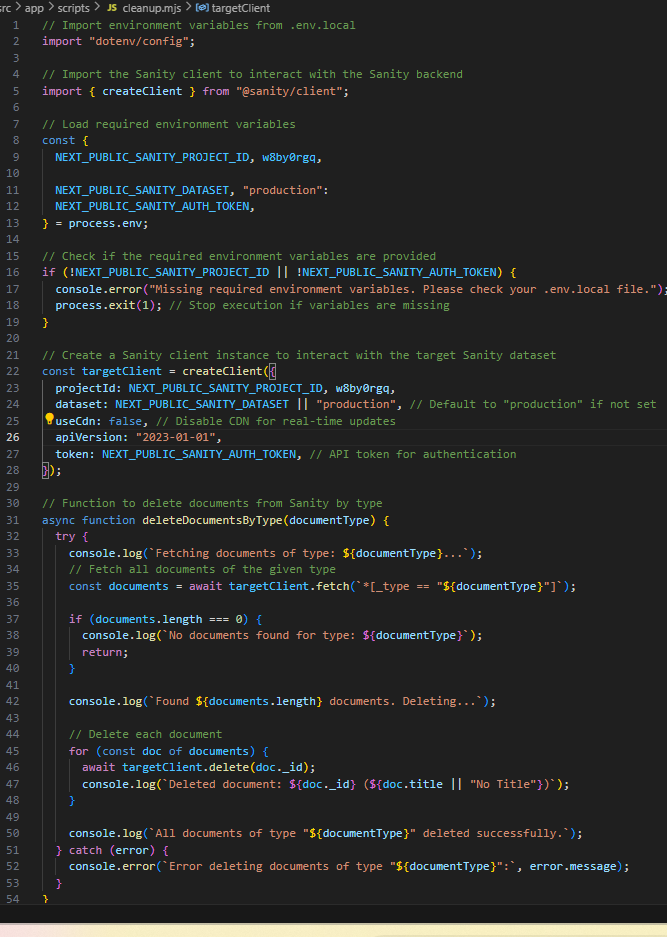 src > app > scripts > JS cleanup.mjs > targetClient
1 // Import environment variables from .env.local
2 import "dotenv/config";
3
4 // Import the Sanity client to interact with the Sanity backend
5 import { createClient } from "@sanity/client";
6
7 // Load required environment variables
8 const {
9   NEXT_PUBLIC_SANITY_PROJECT_ID, w8by0rgq,
10
11   NEXT_PUBLIC_SANITY_DATASET, "production":
12   NEXT_PUBLIC_SANITY_AUTH_TOKEN,
13 } = process.env;
14
15 // Check if the required environment variables are provided
16 if (!NEXT_PUBLIC_SANITY_PROJECT_ID || !NEXT_PUBLIC_SANITY_AUTH_TOKEN) {
17   console.error("Missing required environment variables. Please check your .env.local file.");
18   process.exit(1); // Stop execution if variables are missing
19 }
20
21 // Create a Sanity client instance to interact with the target Sanity dataset
22 const targetClient = createClient({
23   projectId: NEXT_PUBLIC_SANITY_PROJECT_ID, w8by0rgq,
24   dataset: NEXT_PUBLIC_SANITY_DATASET || "production", // Default to "production" if not set
25   useCdn: false, // Disable CDN for real-time updates
26   apiVersion: "2023-01-01",
27   token: NEXT_PUBLIC_SANITY_AUTH_TOKEN, // API token for authentication
28 });
29
30 // Function to delete documents from Sanity by type
31 async function deleteDocumentsByType(documentType) {
32   try {
33     console.log(`Fetching documents of type: ${documentType}...`);
34     // Fetch all documents of the given type
35     const documents = await targetClient.fetch(`*[_type == "${documentType}"]`);
36
37     if (documents.length === 0) {
38       console.log(`No documents found for type: ${documentType}`);
39       return;
40     }
41
42     console.log(`Found ${documents.length} documents. Deleting...`);
43
44     // Delete each document
45     for (const doc of documents) {
46       await targetClient.delete(doc._id);
47       console.log(`Deleted document: ${doc._id} (${doc.title || "No Title"})`);
48     }
49
50     console.log(`All documents of type "${documentType}" deleted successfully.`);
51   } catch (error) {
52     console.error(`Error deleting documents of type "${documentType}":`, error.message);
53   }
54 }